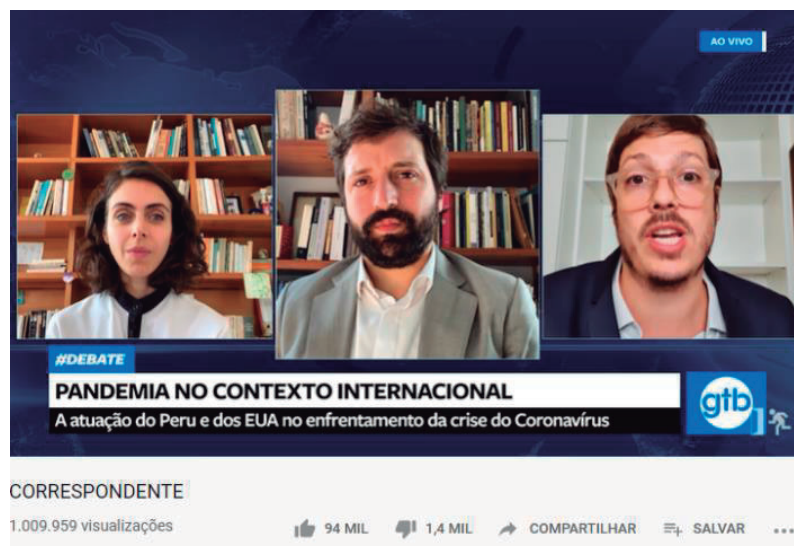 AO VIVO
#DEBATE
PANDEMIA NO CONTEXTO INTERNACIONAL
A atuação do Peru e dos EUA no enfrentamento da crise do Coronavírus
gtb
CORRESPONDENTE
1.009.959 visualizações
94 MIL
1,4 MIL
COMPARTILHAR
SALVAR